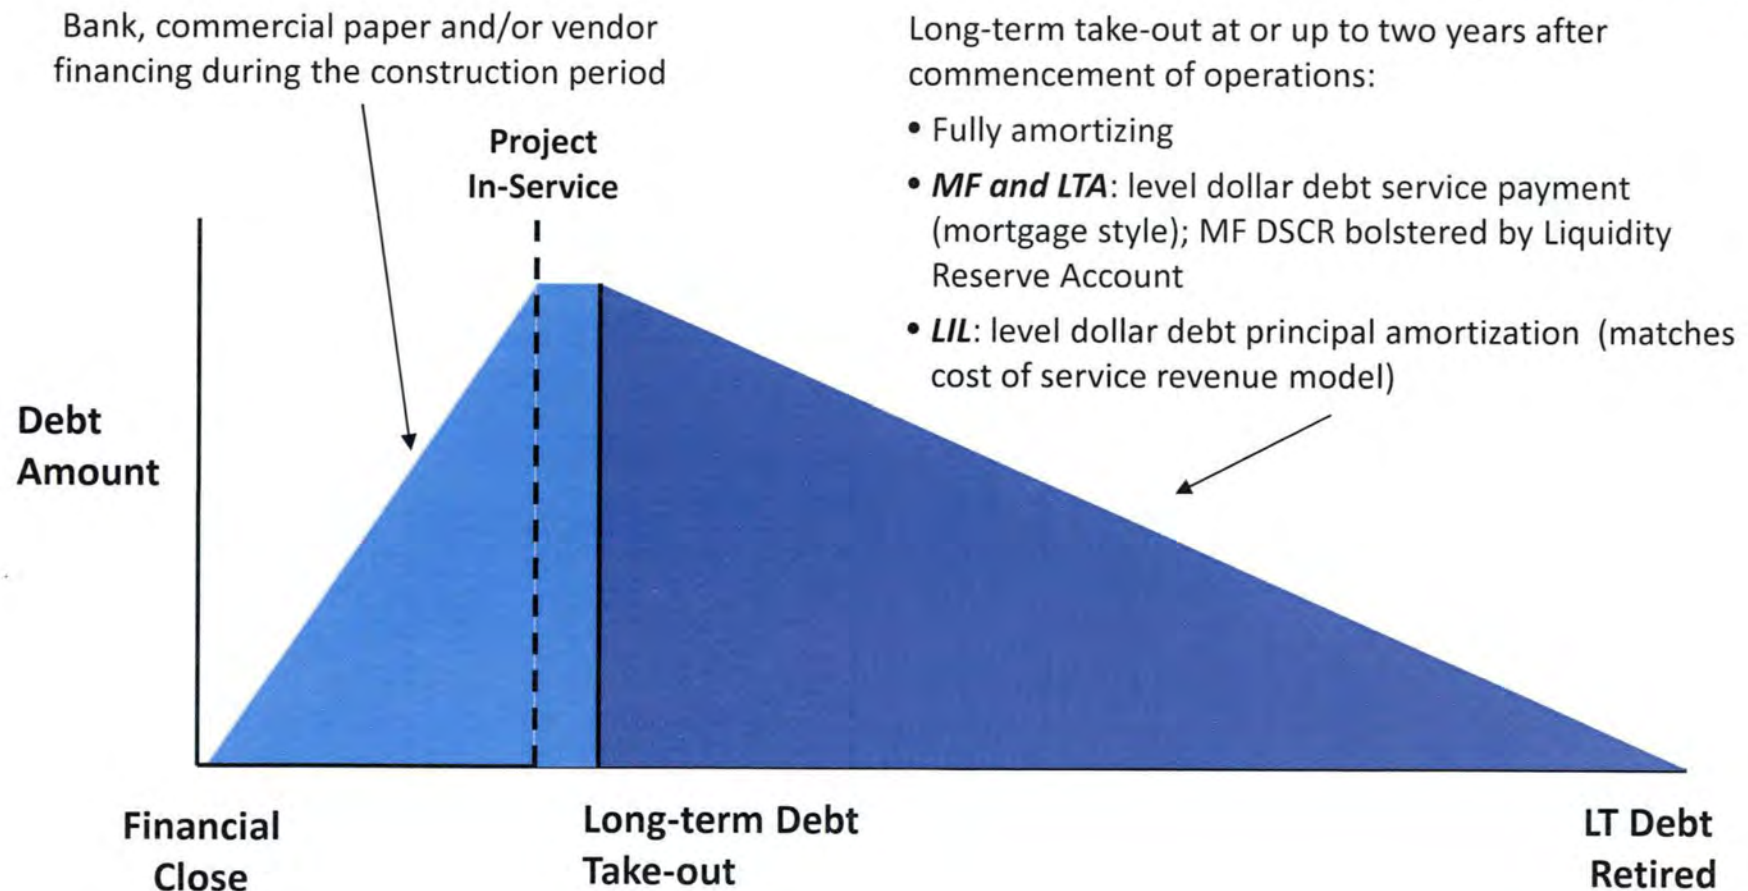 Bank, commercial paper and/or vendor
financing during the construction period
Long-term take-out at or up to two years after
commencement of operations:
• Fully amortizing
• MF and LTA: level dollar debt service payment
(mortgage style); MF DSCR bolstered by Liquidity
Reserve Account
• LIL: level dollar debt principal amortization (matches
cost of service revenue model)
Project
In-Service
Debt
Amount
Financial
Close
Long-term Debt
Take-out
LT Debt
Retired